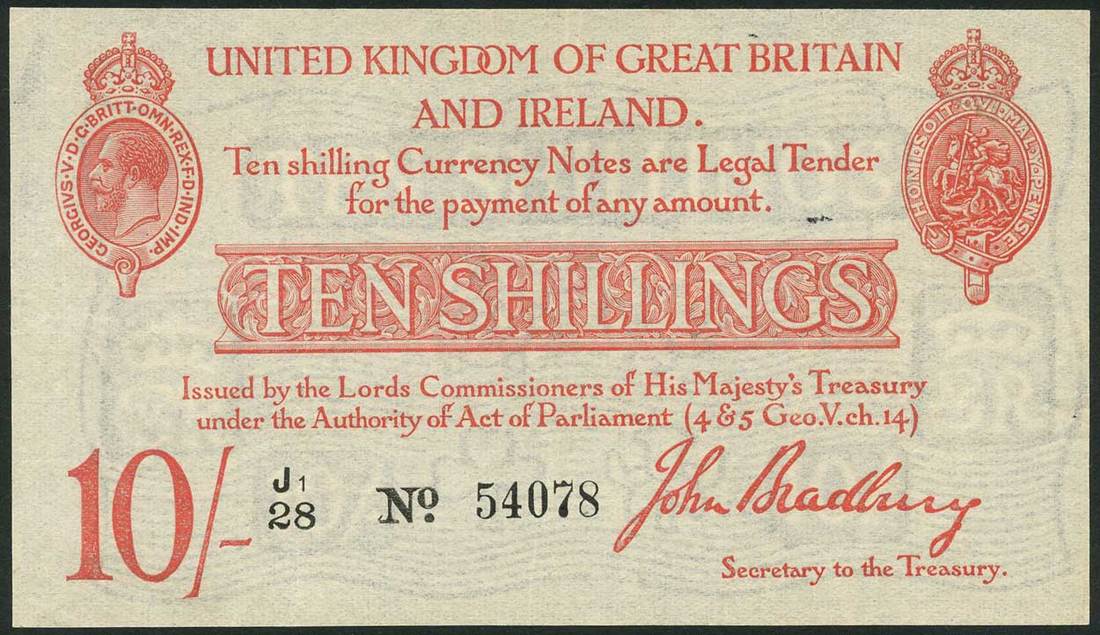 UNITED KINGDOM OF GREAT BRITAIN
AND IRELAND.
GEORGIVS·V·D·G·BRITT·OMN·REX·F·D·IND·IMP.
HONI·SOIT·QVI·MAL·Y·PENSE
Ten shilling Currency Notes are Legal Tender
for the payment of any amount.
TEN SHILLINGS
Issued by the Lords Commissioners of His Majesty's Treasury
under the Authority of Act of Parliament (4 & 5 Geo.V.ch.14)
10/-
J1
28
No. 54078
John Bradbury
Secretary to the Treasury.